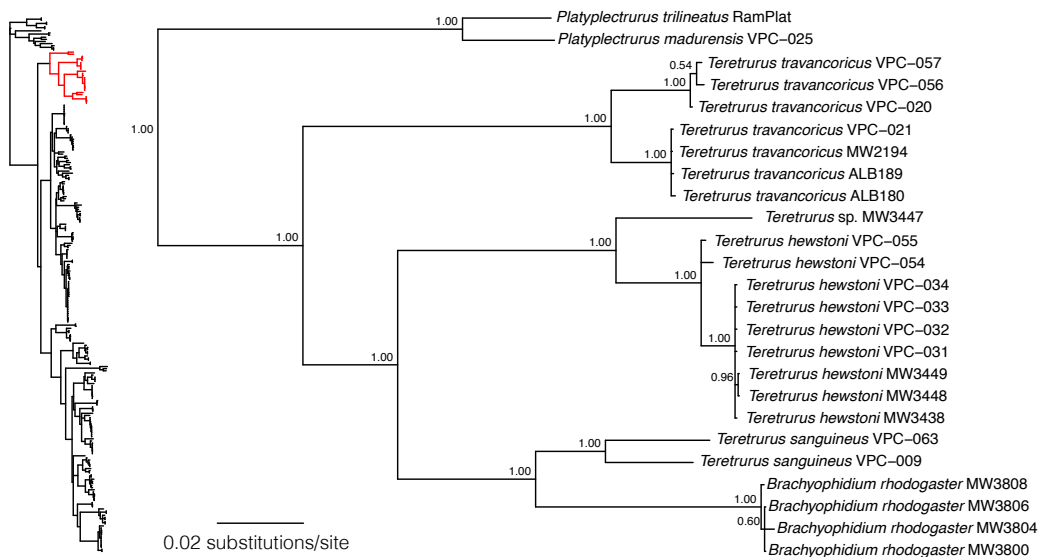 1.00
Platyplectrurus trilineatus RamPlat
Platyplectrurus madurensis VPC-025
0.54
Teretrurus travancoricus VPC-057
1.00
Teretrurus travancoricus VPC-056
Teretrurus travancoricus VPC-020
1.00
1.00
Teretrurus travancoricus VPC-021
1.00
Teretrurus travancoricus MW2194
Teretrurus travancoricus ALB189
Teretrurus travancoricus ALB180
1.00
Teretrurus sp. MW3447
1.00
Teretrurus hewstoni VPC-055
1.00
Teretrurus hewstoni VPC-054
Teretrurus hewstoni VPC-034
Teretrurus hewstoni VPC-033
Teretrurus hewstoni VPC-032
1.00
Teretrurus hewstoni VPC-031
1.00
0.96
Teretrurus hewstoni MW3449
Teretrurus hewstoni MW3448
Teretrurus hewstoni MW3438
1.00
Teretrurus sanguineus VPC-063
Teretrurus sanguineus VPC-009
1.00
Brachyophidium rhodogaster MW3808
1.00
Brachyophidium rhodogaster MW3806
0.60
Brachyophidium rhodogaster MW3804
Brachyophidium rhodogaster MW3800
0.02 substitutions/site